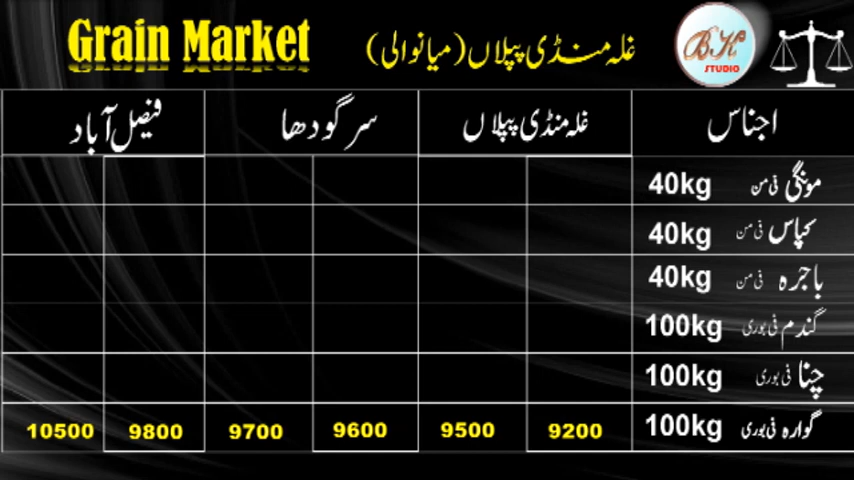 Grain Market
غلہ منڈی پپلاں (میانوالی)
BK
STUDIO
اجناس غلہ منڈی پپلاں سرگودھا فیصل آباد
مونگی فی من 40kg
کپاس فی من 40kg
باجرہ فی من 40kg
گندم فی بوری 100kg
چنا فی بوری 100kg
گوارہ فی بوری 100kg 9200 9500 9600 9700 9800 10500